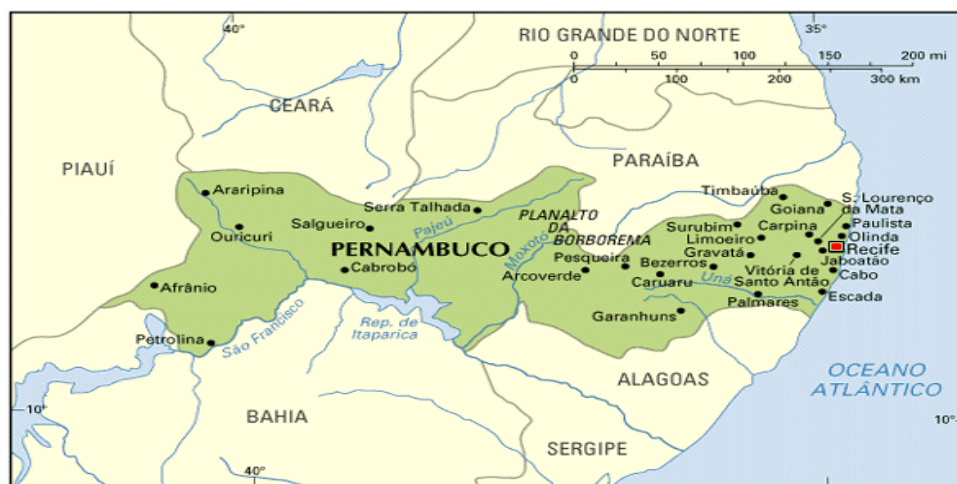 40°
35°
RIO GRANDE DO NORTE
0 50 100 200 mi
0 100 200 300 km
CEARÁ
PIAUÍ
PARAÍBA
Araripina
Timbaúba
S. Lourenço
da Mata
Serra Talhada
Goiana
Paulista
Salgueiro
Pajeú
PLANALTO
DA
BORBOREMA
Surubim
Carpina
Olinda
Ouricuri
PERNAMBUCO
Moxotó
Limoeiro
Recife
Pesqueira
Gravatá
Jaboatão
Cabrobó
Arcoverde
Bezerros
Caruaru
Uná
Vitória de
Santo Antão
Cabo
Afrânio
Palmares
Escada
Garanhuns
Petrolina
São Francisco
Rep. de
Itaparica
OCEANO
ATLÂNTICO
ALAGOAS
10°
BAHIA
10°
SERGIPE
40°